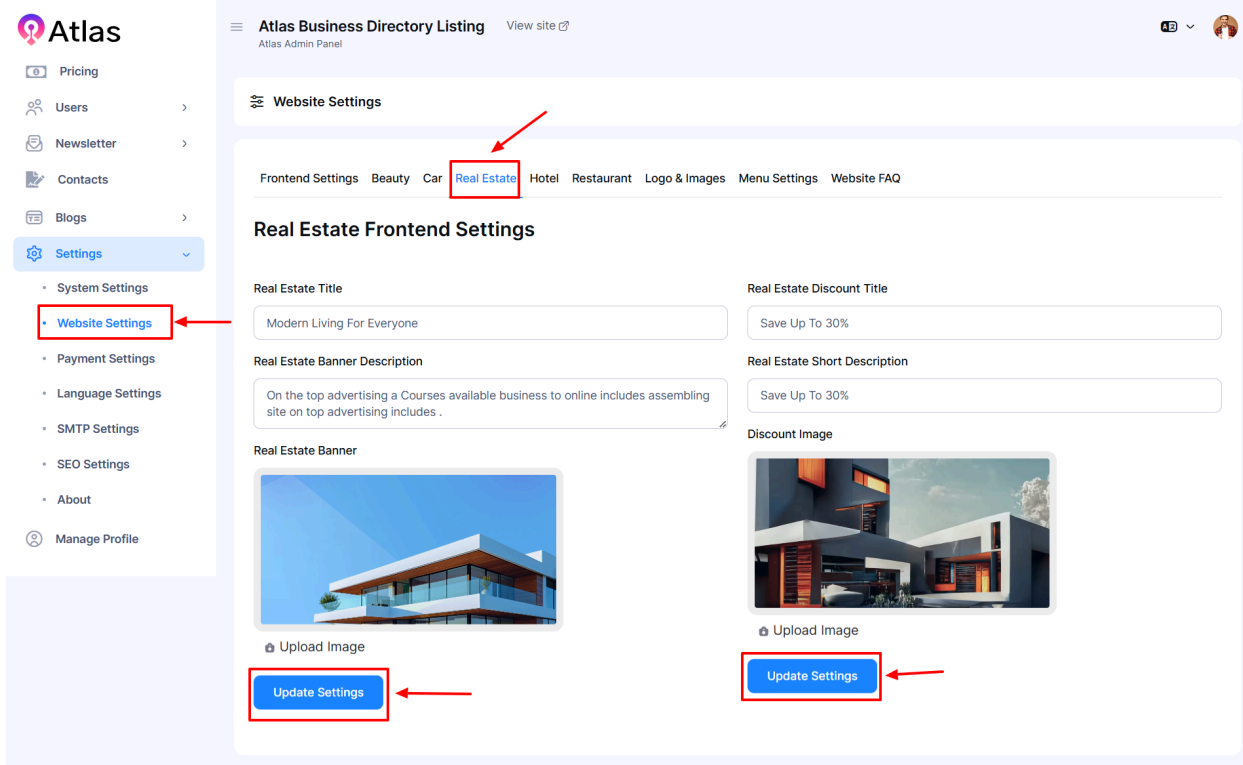 Atlas
Atlas Business Directory Listing
View site
Atlas Admin Panel
Pricing
Users
Newsletter
Contacts
Blogs
Settings
System Settings
Website Settings
Payment Settings
Language Settings
SMTP Settings
SEO Settings
About
Manage Profile
Website Settings
Frontend Settings Beauty Car Real Estate Hotel Restaurant Logo & Images Menu Settings Website FAQ
Real Estate Frontend Settings
Real Estate Title
Modern Living For Everyone
Real Estate Banner Description
On the top advertising a Courses available business to online includes assembling
site on top advertising includes .
Real Estate Banner
Upload Image
Update Settings
Real Estate Discount Title
Save Up To 30%
Real Estate Short Description
Save Up To 30%
Discount Image
Upload Image
Update Settings